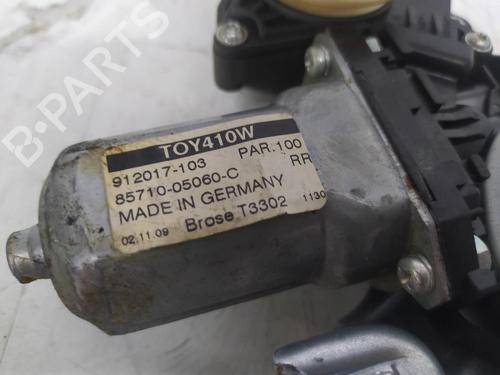 TOY410W
912017-103 PAR.:100
85710-05060-C RR
MADE IN GERMANY
02.11.09 Brose T3302 1130
B-PARTS